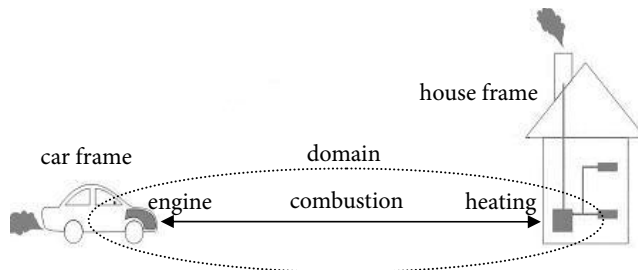 house frame
car frame
domain
engine combustion heating